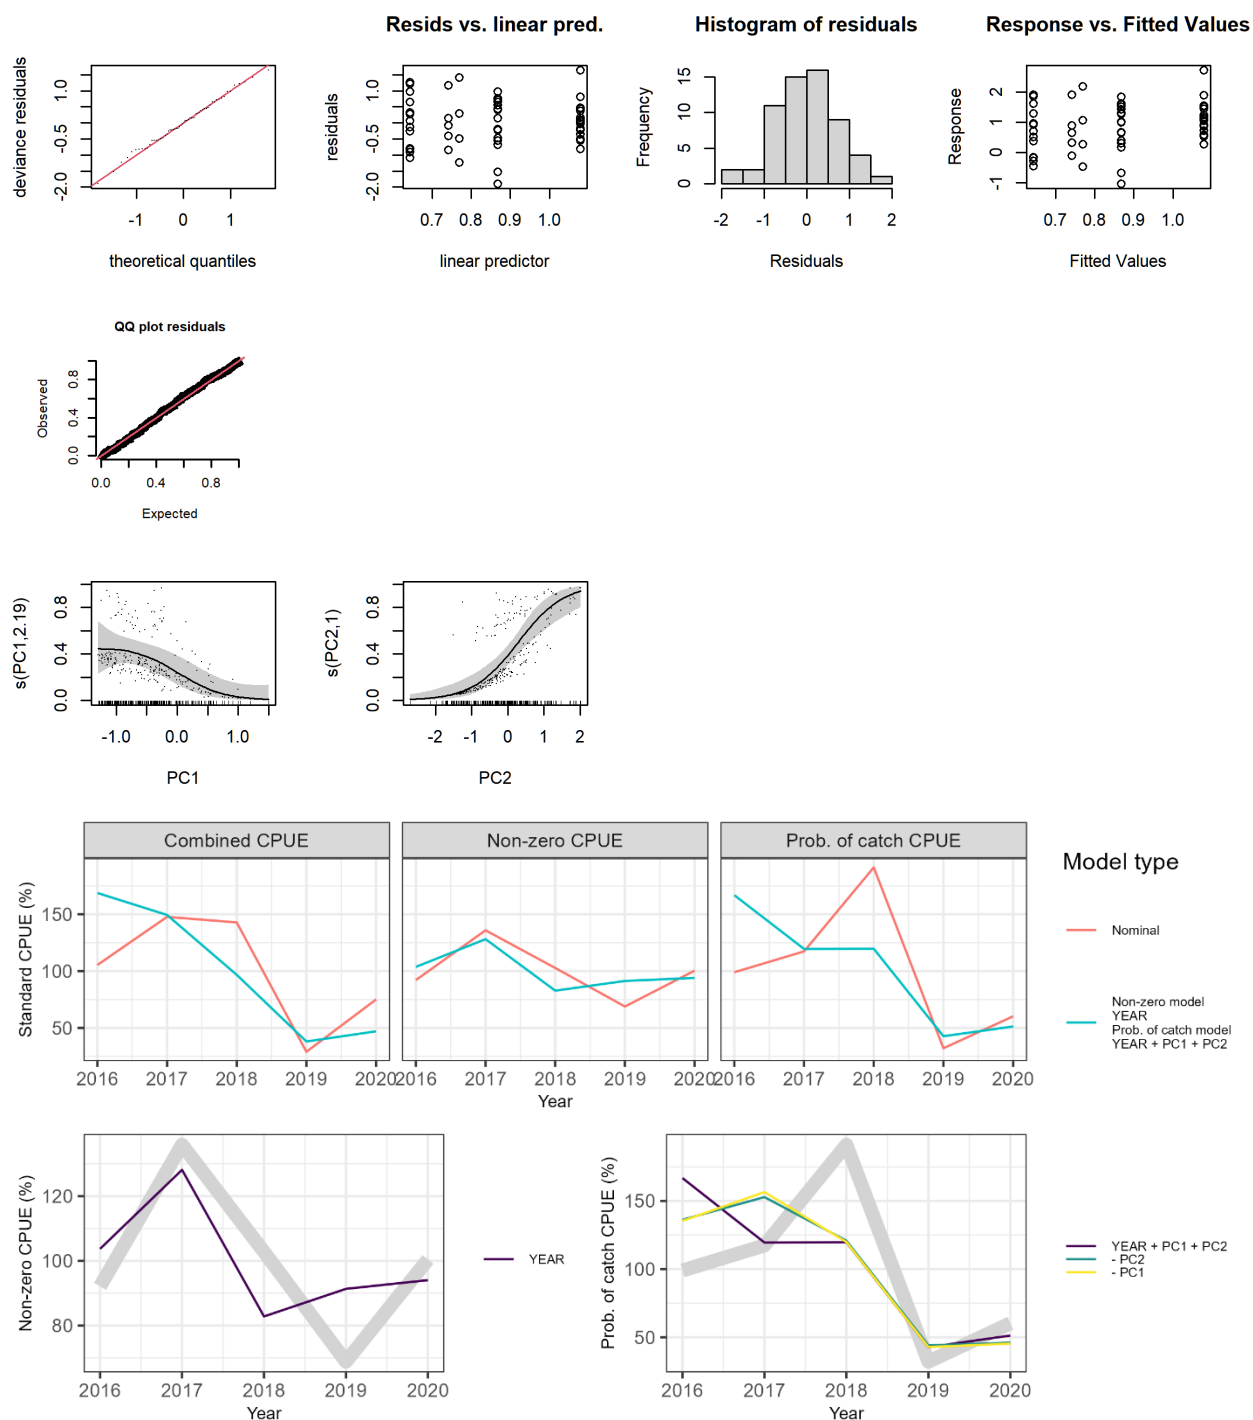 Resids vs. linear pred.
Histogram of residuals
Response vs. Fitted Values
deviance residuals
-2.0 -0.5 1.0
-1 0 1
theoretical quantiles
residuals
-2.0 -0.5 1.0
0.7 0.8 0.9 1.0
linear predictor
Frequency
0 5 10 15
-2 -1 0 1 2
Residuals
Response
-1 0 1 2
0.7 0.8 0.9 1.0
Fitted Values
QQ plot residuals
Observed
0.0 0.4 0.8
0.0 0.4 0.8
Expected
s(PC1,2.19)
0.0 0.4 0.8
-1.0 0.0 1.0
PC1
s(PC2,1)
0.0 0.4 0.8
-2 -1 0 1 2
PC2
Combined CPUE
Non-zero CPUE
Prob. of catch CPUE
Standard CPUE (%)
150
100
50
2016 2017 2018 2019 2020
2016 2017 2018 2019 2020
2016 2017 2018 2019 2020
Year
Model type
Nominal
Non-zero model
YEAR
Prob. of catch model
YEAR + PC1 + PC2
Non-zero CPUE (%)
120
100
80
2016 2017 2018 2019 2020
Year
YEAR
Prob. of catch CPUE (%)
150
100
50
2016 2017 2018 2019 2020
Year
YEAR + PC1 + PC2
- PC2
- PC1